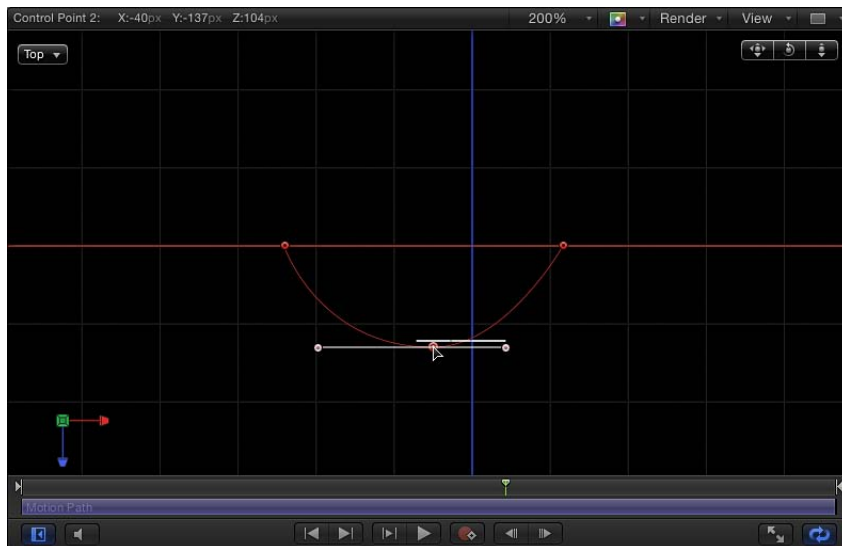 Control Point 2: X:-40px Y:-137px Z:104px 200% Render View
Top
Motion Path